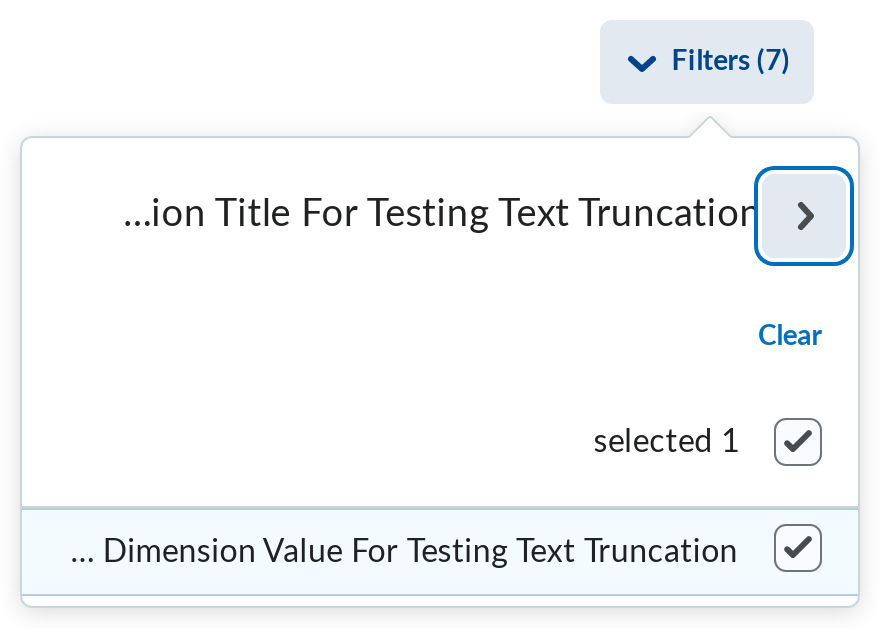 Filters (7)
...ion Title For Testing Text Truncation
Clear
selected 1
... Dimension Value For Testing Text Truncation